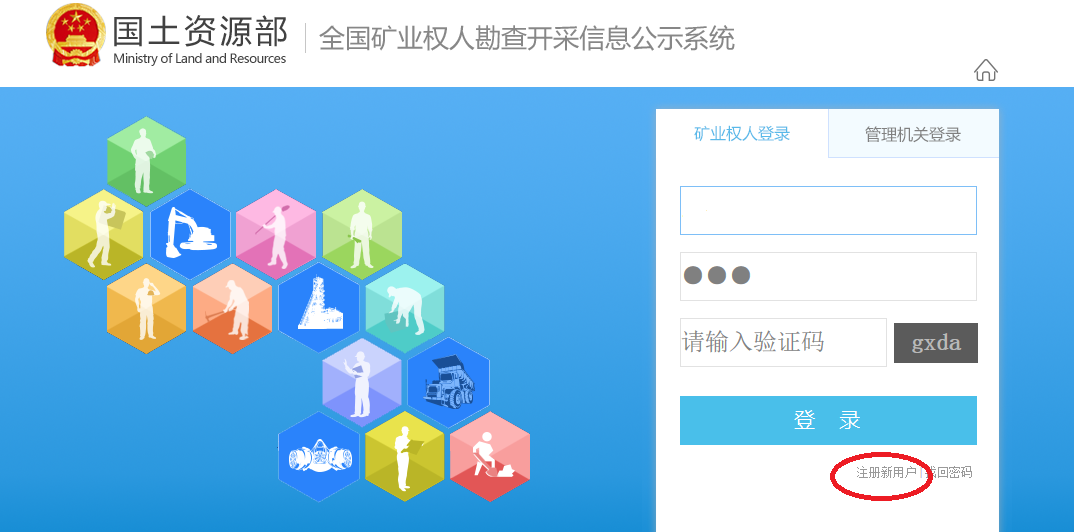 国土资源部
Ministry of Land and Resources
全国矿业权人勘查开采信息公示系统
矿业权人登录
管理机关登录
请输入验证码
gxda
登 录
注册新用户 | 找回密码